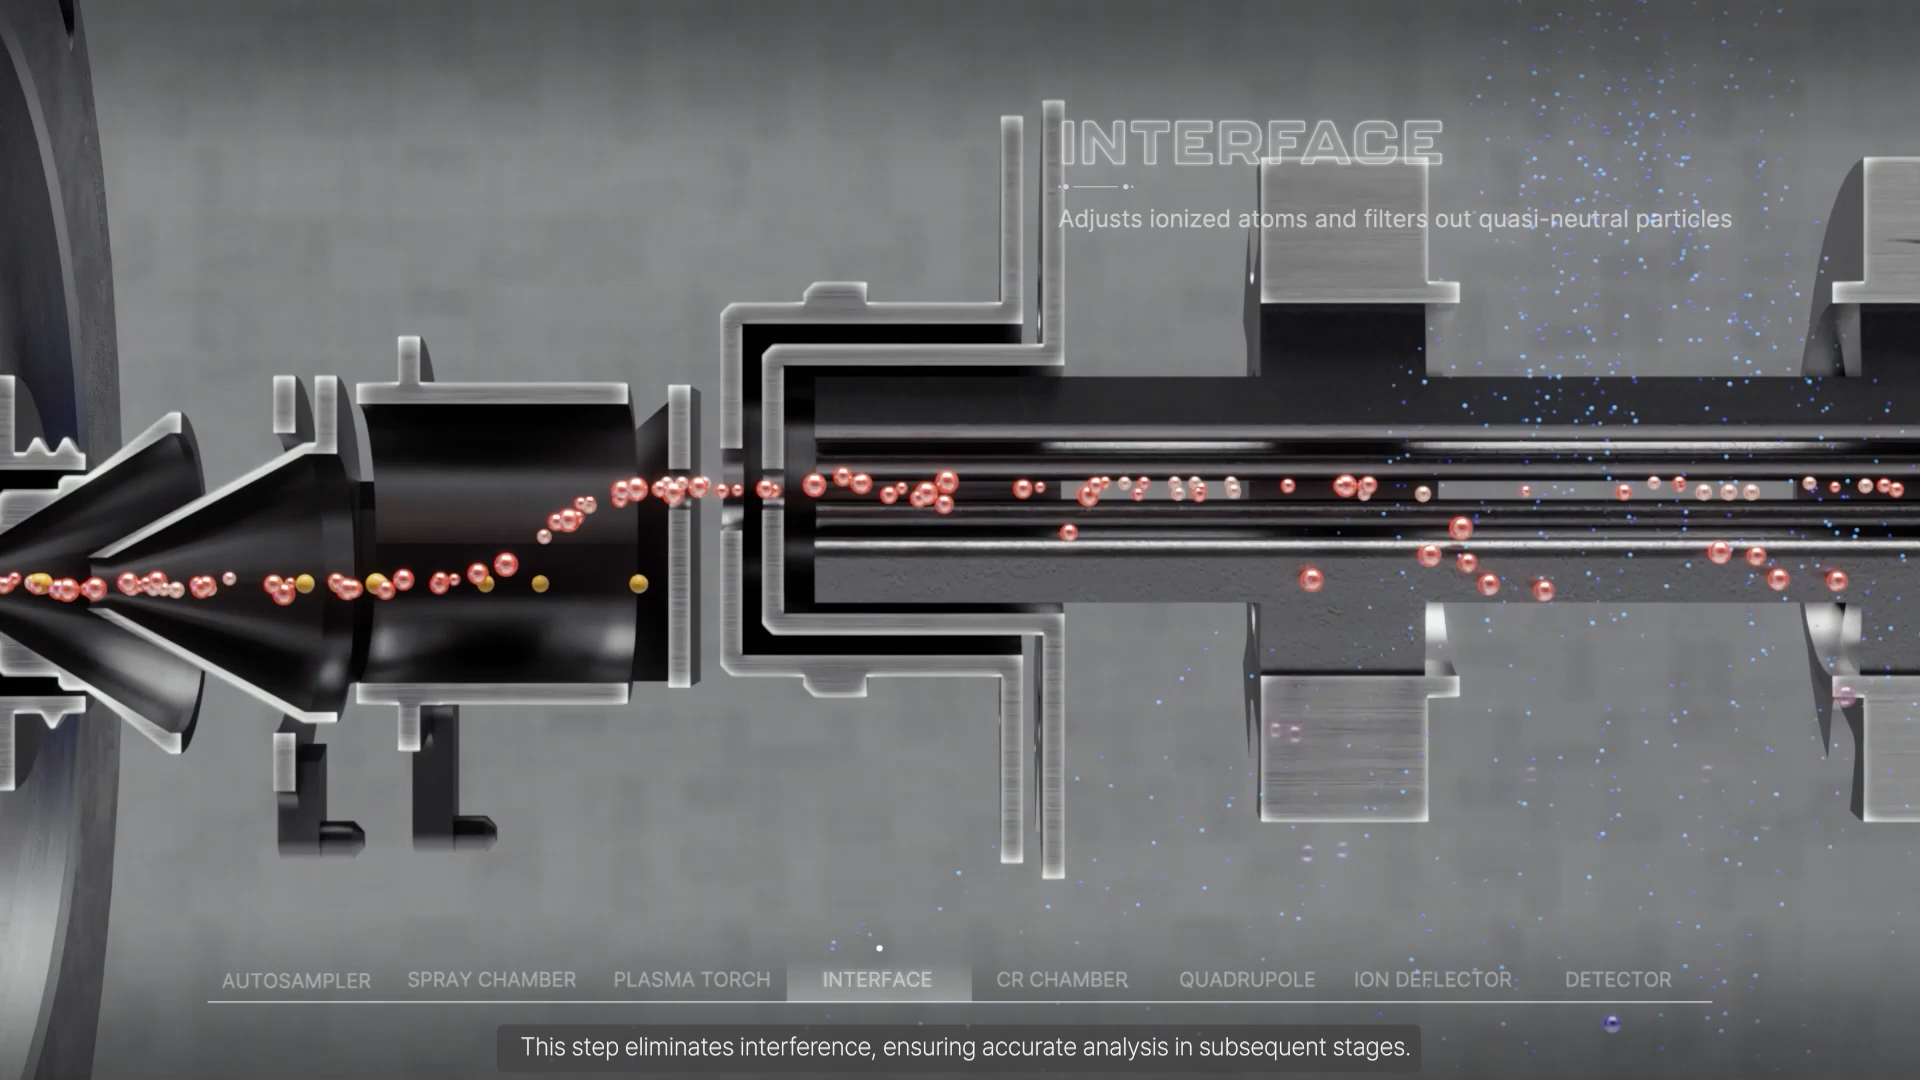 INTERFACE
Adjusts ionized atoms and filters out quasi-neutral particles
AUTOSAMPLER SPRAY CHAMBER PLASMA TORCH INTERFACE CR CHAMBER QUADRUPOLE ION DEFLECTOR DETECTOR
This step eliminates interference, ensuring accurate analysis in subsequent stages.